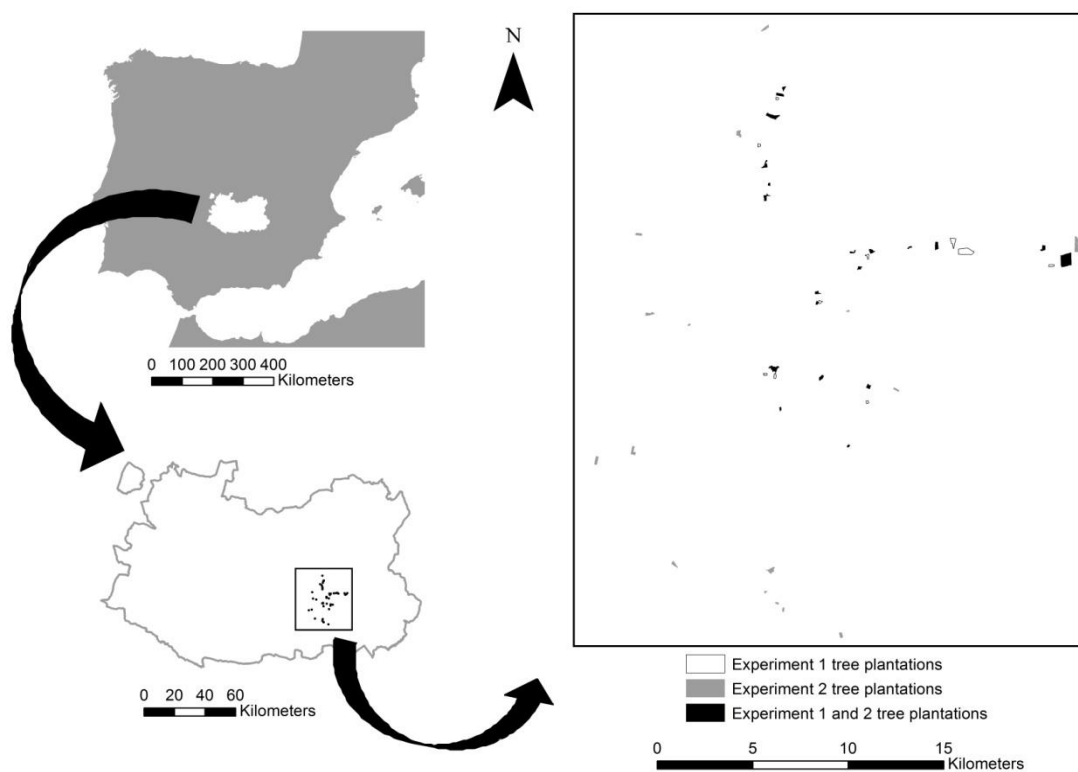 N
0 100 200 300 400
Kilometers
0 20 40 60
Kilometers
Experiment 1 tree plantations
Experiment 2 tree plantations
Experiment 1 and 2 tree plantations
0 5 10 15
Kilometers